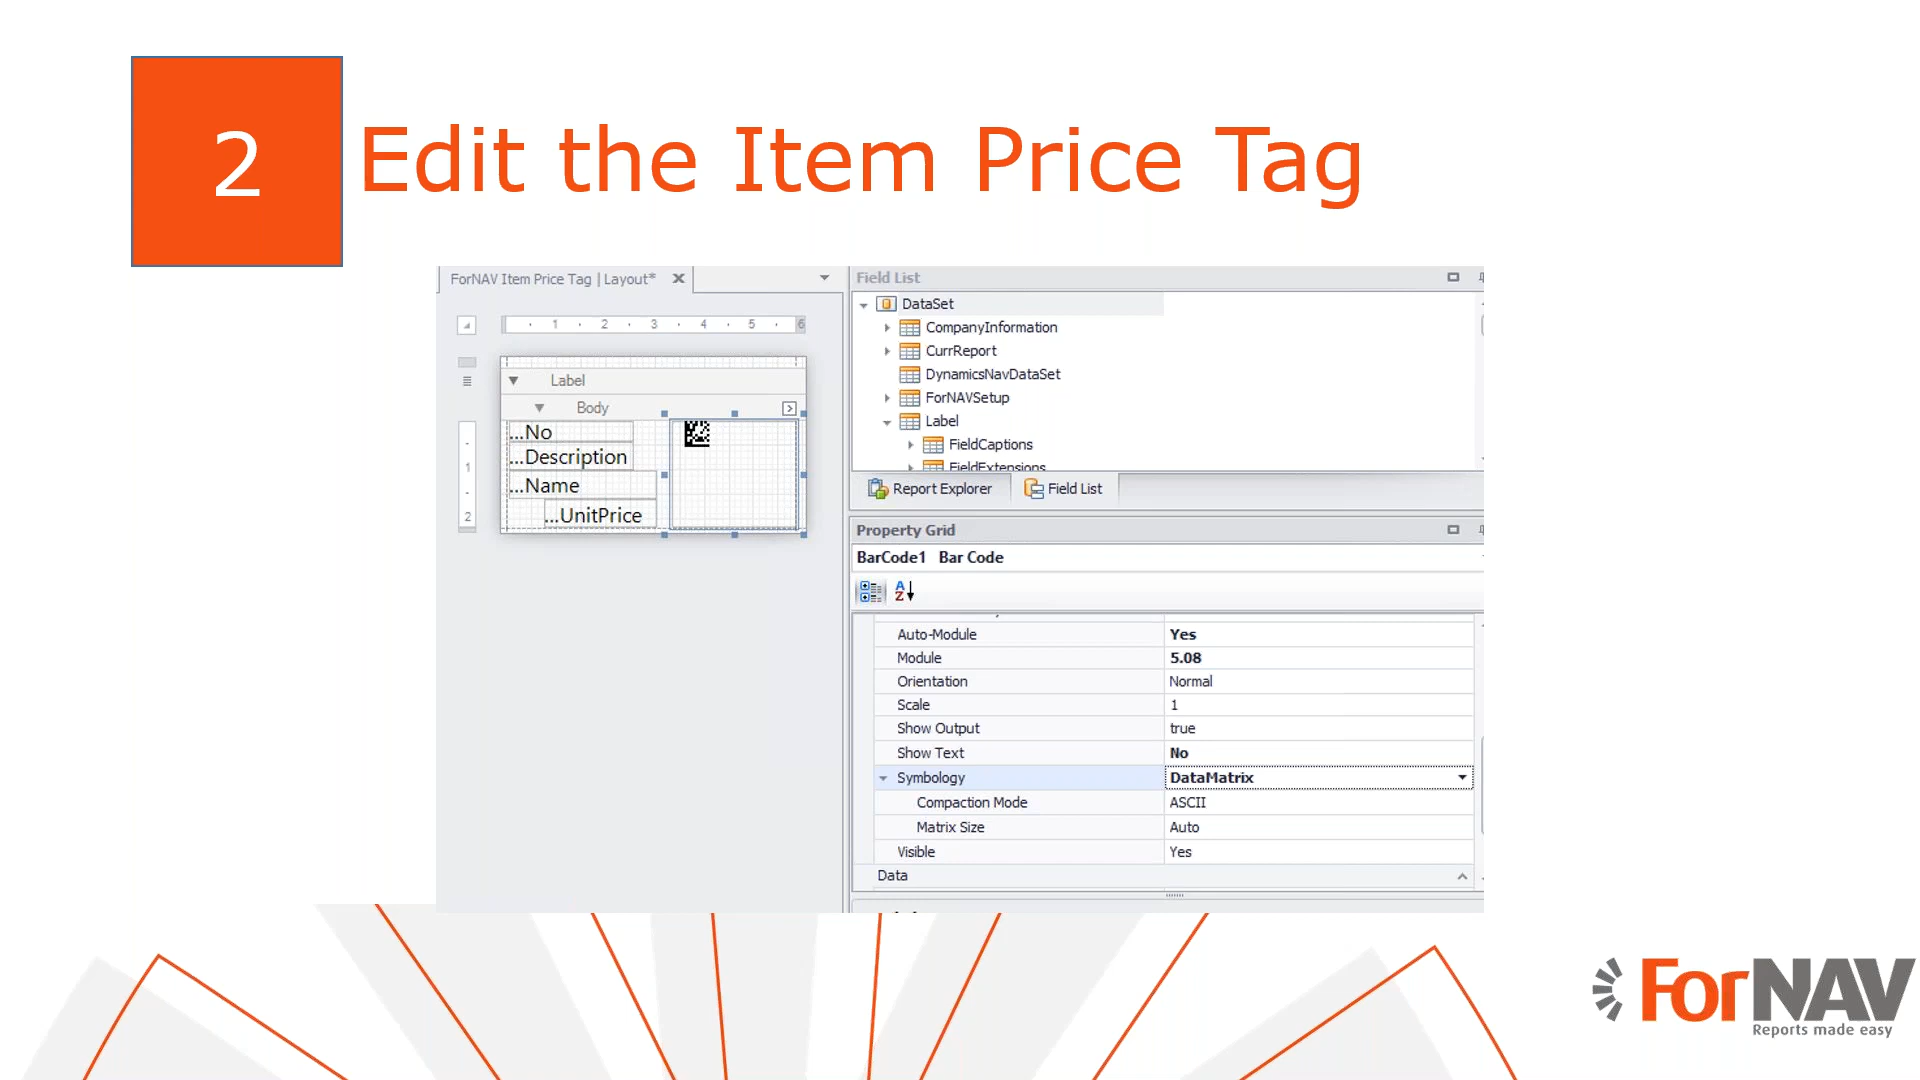 2
Edit the Item Price Tag
ForNAV Item Price Tag | Layout*
1 2 3 4 5 6
Label
Body
...No
...Description
...Name
...UnitPrice
1
2
Field List
DataSet
CompanyInformation
CurrReport
DynamicsNavDataSet
ForNAVSetup
Label
FieldCaptions
FieldExtensions
Report Explorer
Field List
Property Grid
BarCode1 Bar Code
Auto-Module Yes
Module 5.08
Orientation Normal
Scale 1
Show Output true
Show Text No
Symbology DataMatrix
Compaction Mode ASCII
Matrix Size Auto
Visible Yes
Data
ForNAV
Reports made easy